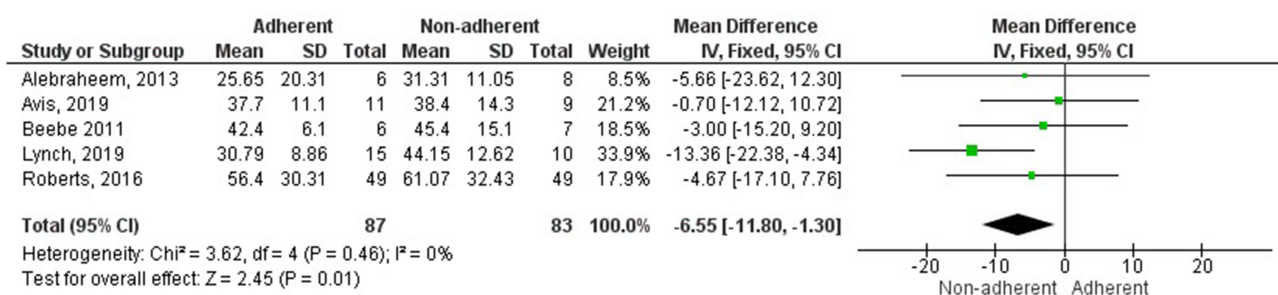 Adherent Non-adherent Mean Difference Mean Difference
Study or Subgroup Mean SD Total Mean SD Total Weight IV, Fixed, 95% CI IV, Fixed, 95% CI
Alebraheem, 2013 25.65 20.31 6 31.31 11.05 8 8.5% -5.66 [-23.62, 12.30]
Avis, 2019 37.7 11.1 11 38.4 14.3 9 21.2% -0.70 [-12.12, 10.72]
Beebe 2011 42.4 6.1 6 45.4 15.1 7 18.5% -3.00 [-15.20, 9.20]
Lynch, 2019 30.79 8.86 15 44.15 12.62 10 33.9% -13.36 [-22.38, -4.34]
Roberts, 2016 56.4 30.31 49 61.07 32.43 49 17.9% -4.67 [-17.10, 7.76]
Total (95% CI) 87 83 100.0% -6.55 [-11.80, -1.30]
Heterogeneity: Chi² = 3.62, df = 4 (P = 0.46); I² = 0%
Test for overall effect: Z = 2.45 (P = 0.01)
-20 -10 0 10 20
Non-adherent Adherent